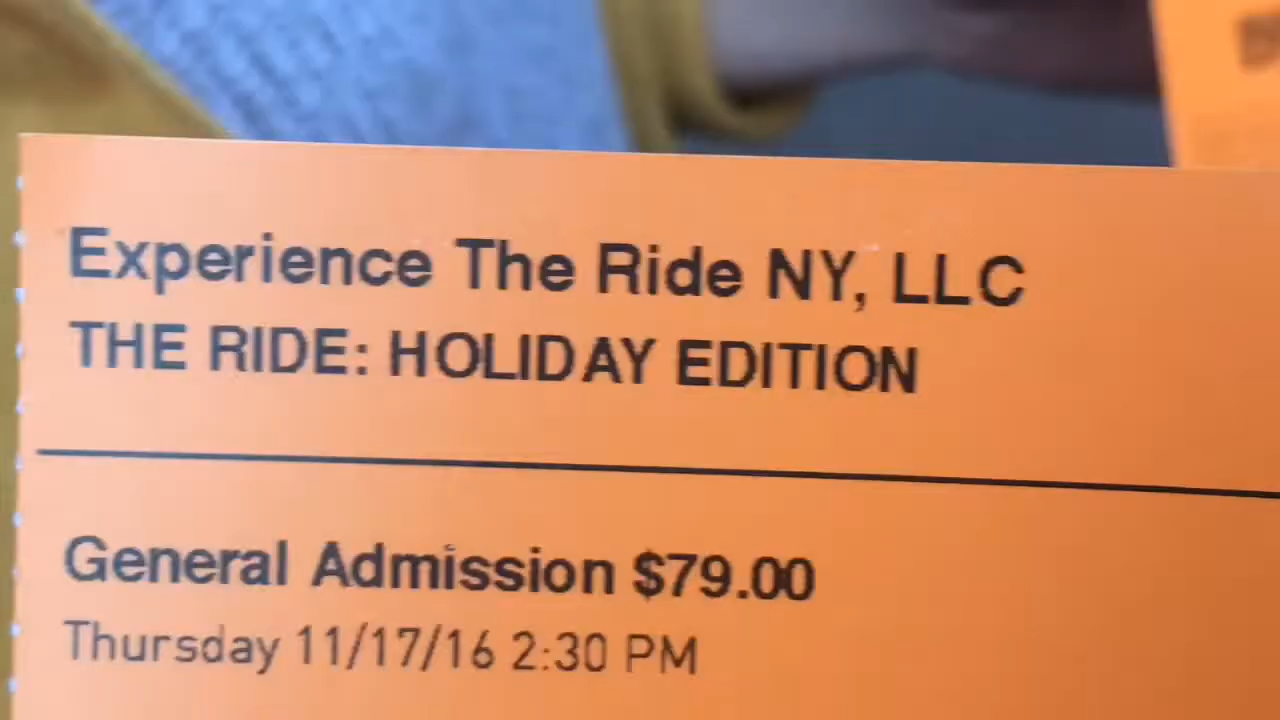 Experience The Ride NY, LLC
THE RIDE: HOLIDAY EDITION
General Admission $79.00
Thursday 11/17/16 2:30 PM